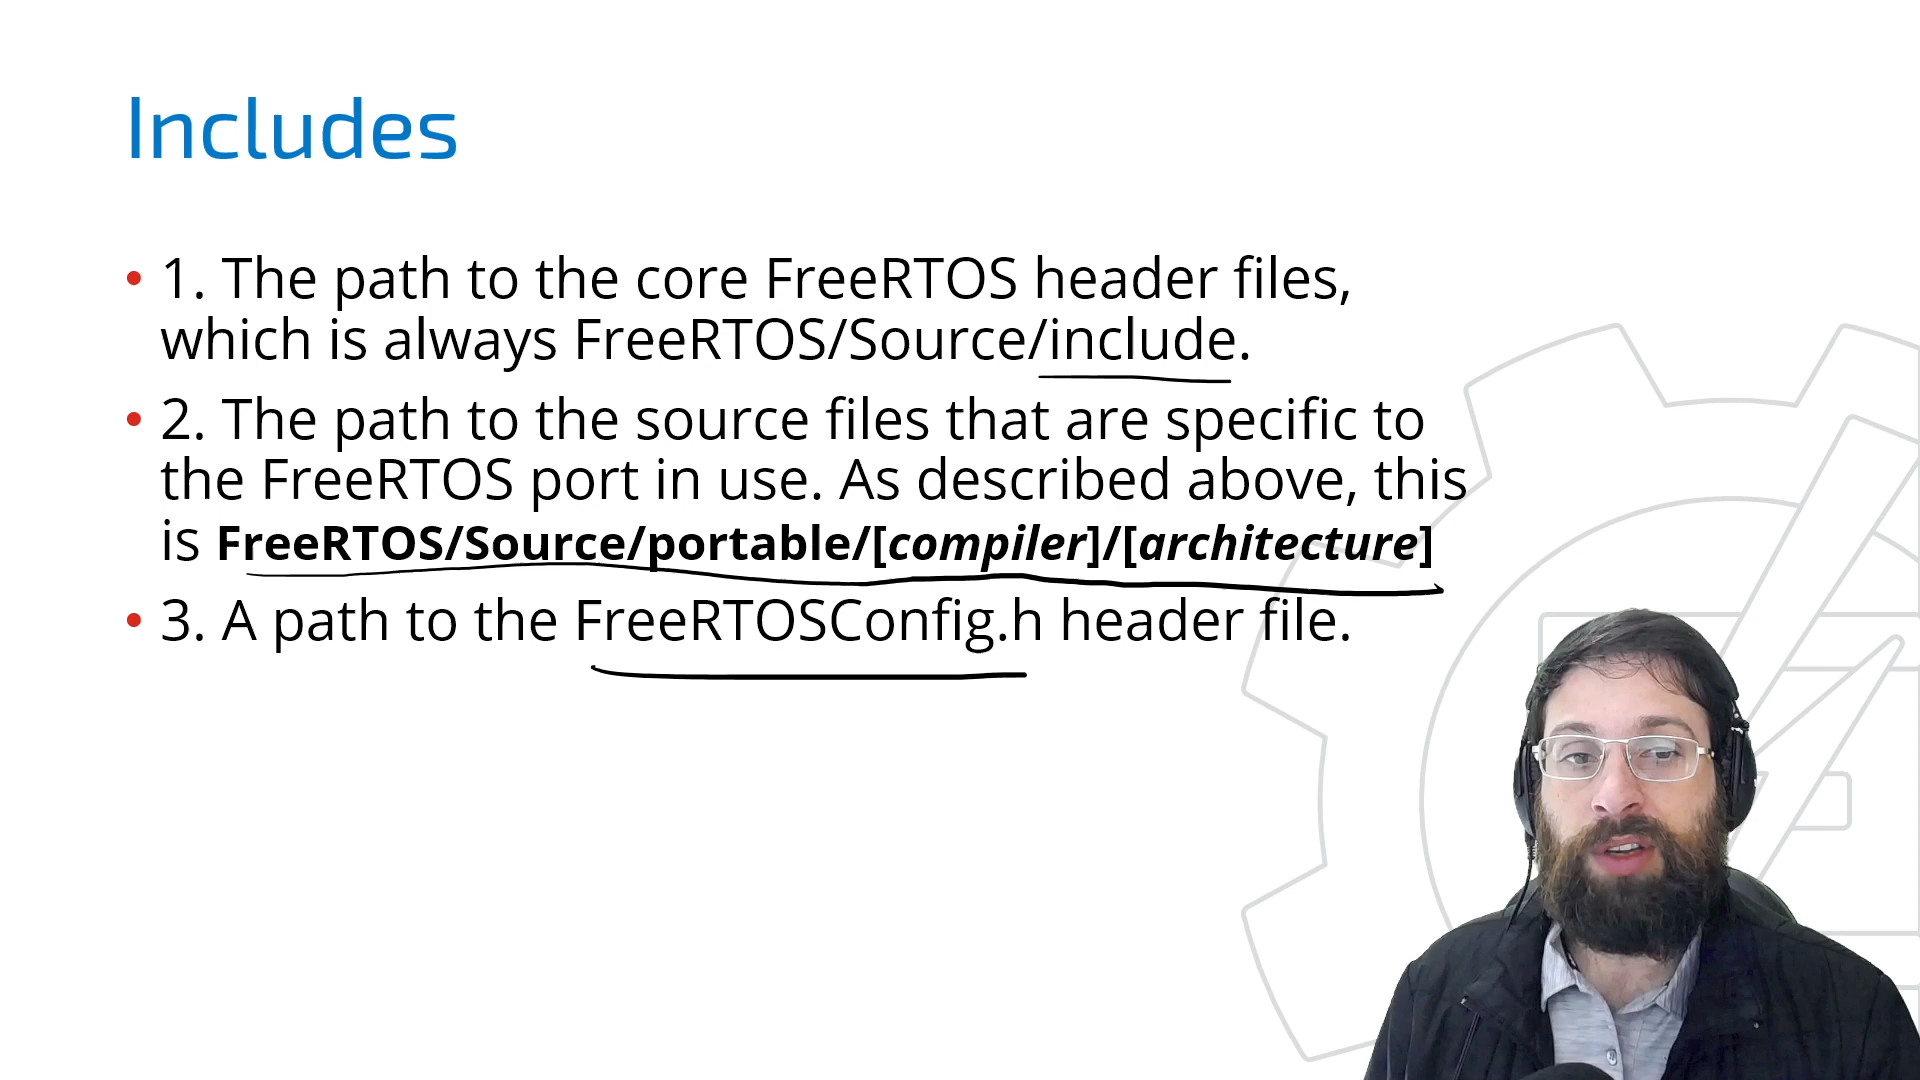 Includes
• 1. The path to the core FreeRTOS header files,
which is always FreeRTOS/Source/include.
• 2. The path to the source files that are specific to
the FreeRTOS port in use. As described above, this
is FreeRTOS/Source/portable/[compiler]/[architecture]
• 3. A path to the FreeRTOSConfig.h header file.